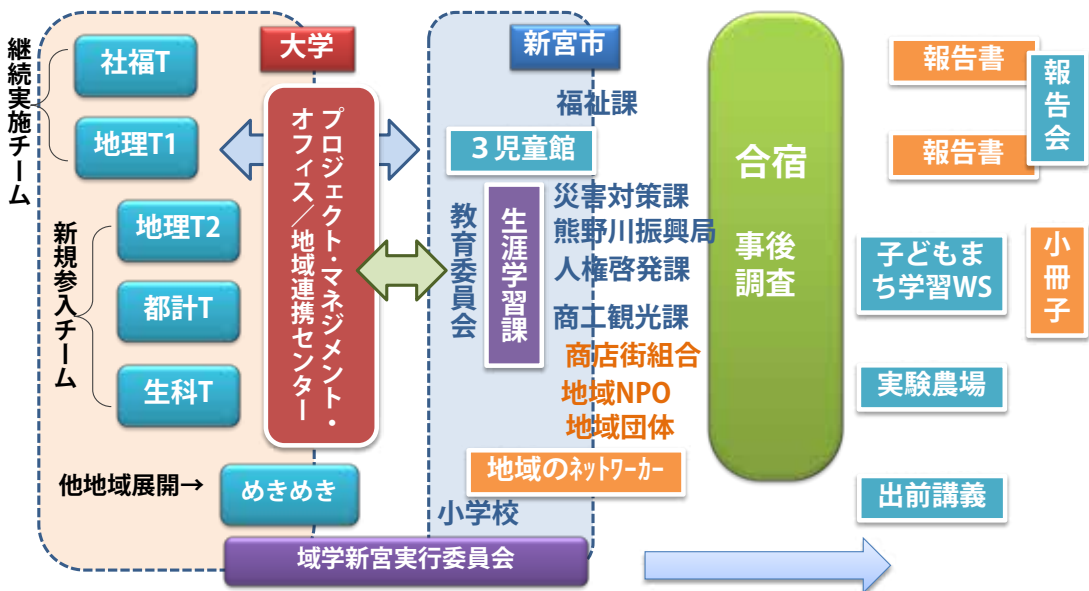 継続実施チーム
社福T
地理T1
新規参入チーム
地理T2
都計T
生科T
他地域展開→
めきめき
大学
プロジェクト・マネジメント・
オフィス／地域連携センター
新宮市
福祉課
３児童館
教育委員会
生涯学習課
災害対策課
熊野川振興局
人権啓発課
商工観光課
商店街組合
地域NPO
地域団体
地域のネットワーカー
小学校
域学新宮実行委員会
合宿
事後
調査
報告書
報告書
報告会
子どもま
ち学習WS
小冊子
実験農場
出前講義